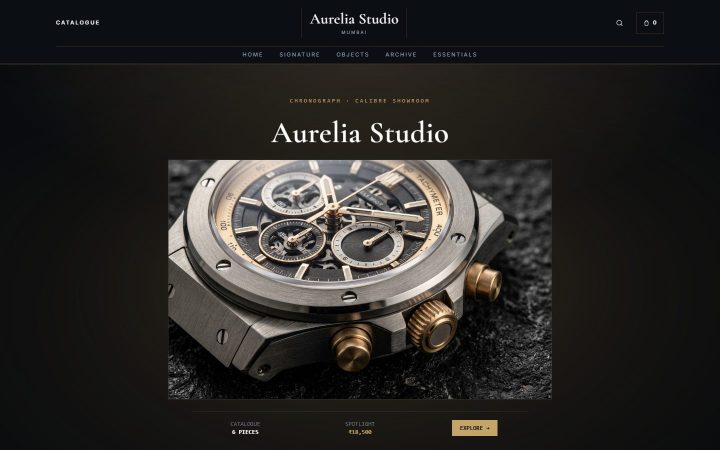 CATALOGUE
Aurelia Studio
MUMBAI
0
HOME SIGNATURE OBJECTS ARCHIVE ESSENTIALS
CHRONOGRAPH · CALIBRE SHOWROOM
Aurelia Studio
TACHYMETER
400
CATALOGUE
6 PIECES
SPOTLIGHT
₹18,500
EXPLORE →